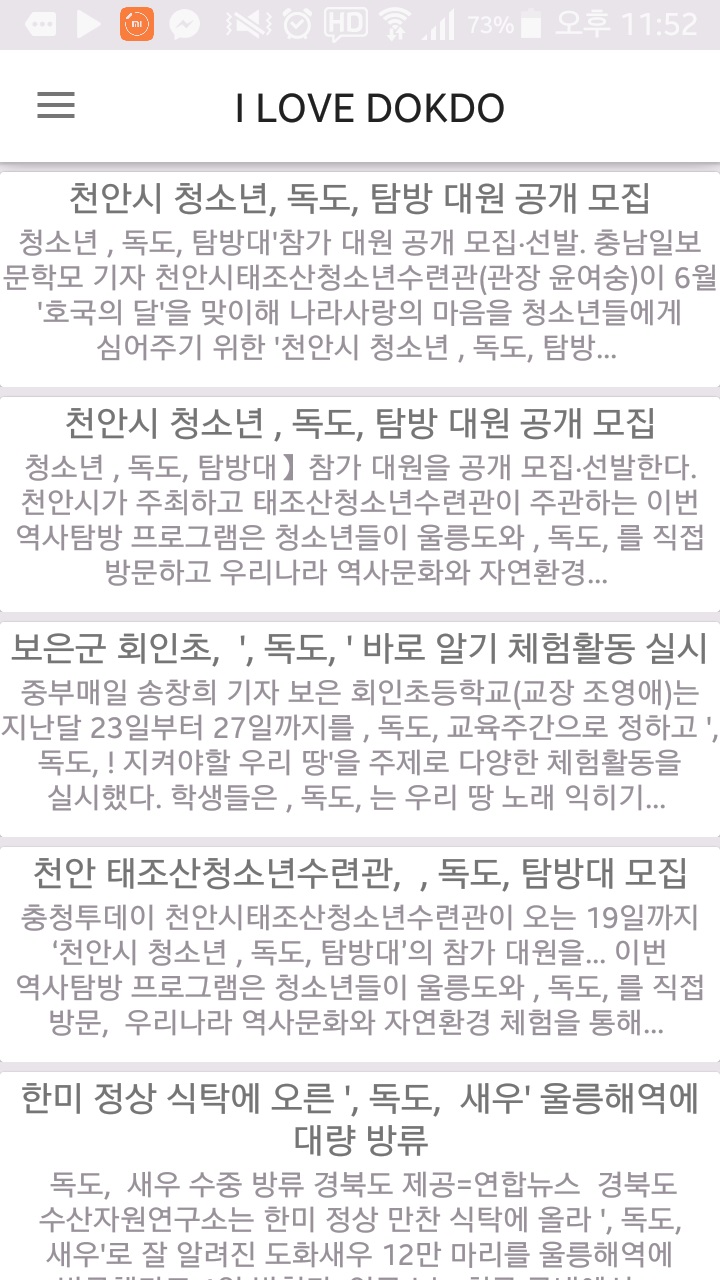 73% 오후 11:52
I LOVE DOKDO
천안시 청소년, 독도, 탐방 대원 공개 모집
청소년 , 독도, 탐방대'참가 대원 공개 모집·선발. 충남일보
문학모 기자 천안시태조산청소년수련관(관장 윤여숭)이 6월
'호국의 달'을 맞이해 나라사랑의 마음을 청소년들에게
심어주기 위한 '천안시 청소년 , 독도, 탐방...
천안시 청소년 , 독도, 탐방 대원 공개 모집
청소년 , 독도, 탐방대】참가 대원을 공개 모집·선발한다.
천안시가 주최하고 태조산청소년수련관이 주관하는 이번
역사탐방 프로그램은 청소년들이 울릉도와 , 독도, 를 직접
방문하고 우리나라 역사문화와 자연환경...
보은군 회인초,  ', 독도, ' 바로 알기 체험활동 실시
중부매일 송창희 기자 보은 회인초등학교(교장 조영애)는
지난달 23일부터 27일까지를 , 독도, 교육주간으로 정하고 ',
독도, ! 지켜야할 우리 땅'을 주제로 다양한 체험활동을
실시했다. 학생들은 , 독도, 는 우리 땅 노래 익히기...
천안 태조산청소년수련관,  , 독도, 탐방대 모집
충청투데이 천안시태조산청소년수련관이 오는 19일까지
‘천안시 청소년 , 독도, 탐방대’의 참가 대원을... 이번
역사탐방 프로그램은 청소년들이 울릉도와 , 독도, 를 직접
방문,  우리나라 역사문화와 자연환경 체험을 통해...
한미 정상 식탁에 오른 ', 독도,  새우' 울릉해역에
대량 방류
독도,  새우 수중 방류 경북도 제공=연합뉴스  경북도
수산자원연구소는 한미 정상 만찬 식탁에 올라 ', 독도,
새우'로 잘 알려진 도화새우 12만 마리를 울릉해역에